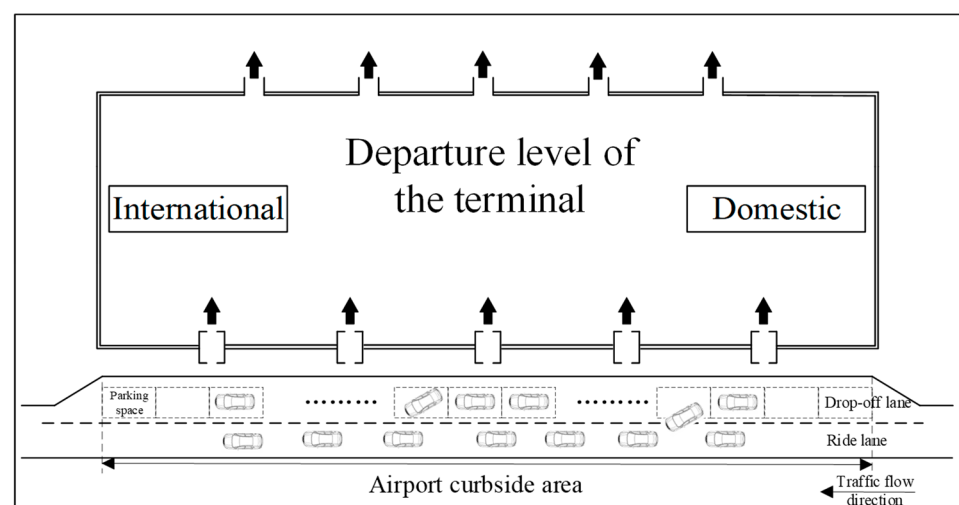 Departure level of
the terminal
International
Domestic
Parking
space
Drop-off lane
Ride lane
Airport curbside area
Traffic flow
direction